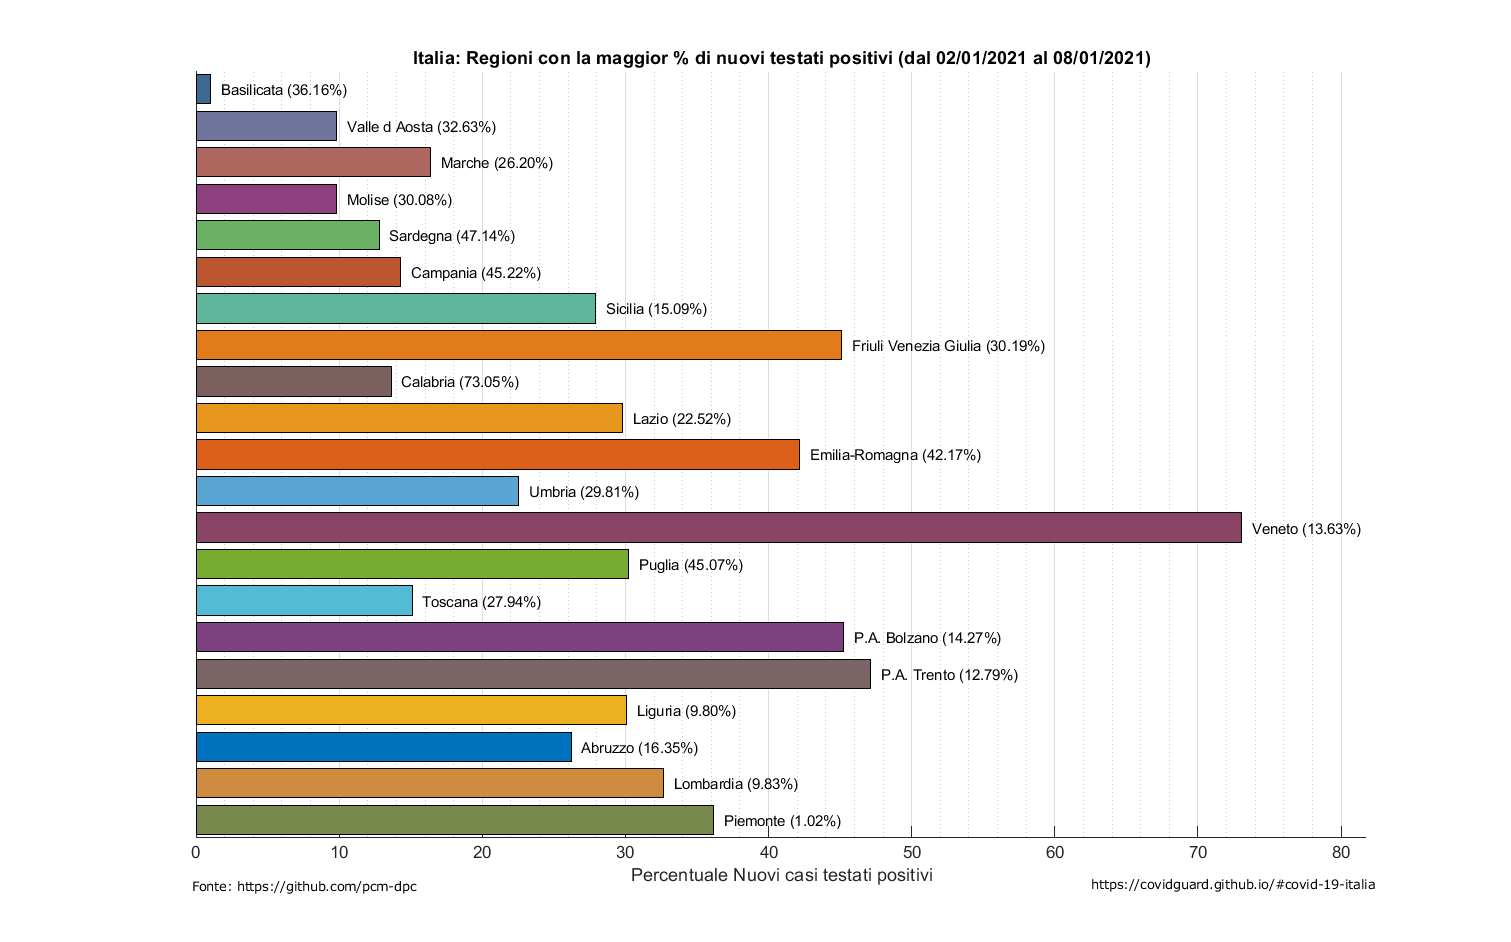 Italia: Regioni con la maggior % di nuovi testati positivi (dal 02/01/2021 al 08/01/2021)
Basilicata (36.16%)
Valle d Aosta (32.63%)
Marche (26.20%)
Molise (30.08%)
Sardegna (47.14%)
Campania (45.22%)
Sicilia (15.09%)
Friuli Venezia Giulia (30.19%)
Calabria (73.05%)
Lazio (22.52%)
Emilia-Romagna (42.17%)
Umbria (29.81%)
Veneto (13.63%)
Puglia (45.07%)
Toscana (27.94%)
P.A. Bolzano (14.27%)
P.A. Trento (12.79%)
Liguria (9.80%)
Abruzzo (16.35%)
Lombardia (9.83%)
Piemonte (1.02%)
0 10 20 30 40 50 60 70 80
Percentuale Nuovi casi testati positivi
Fonte: https://github.com/pcm-dpc
https://covidguard.github.io/#covid-19-italia